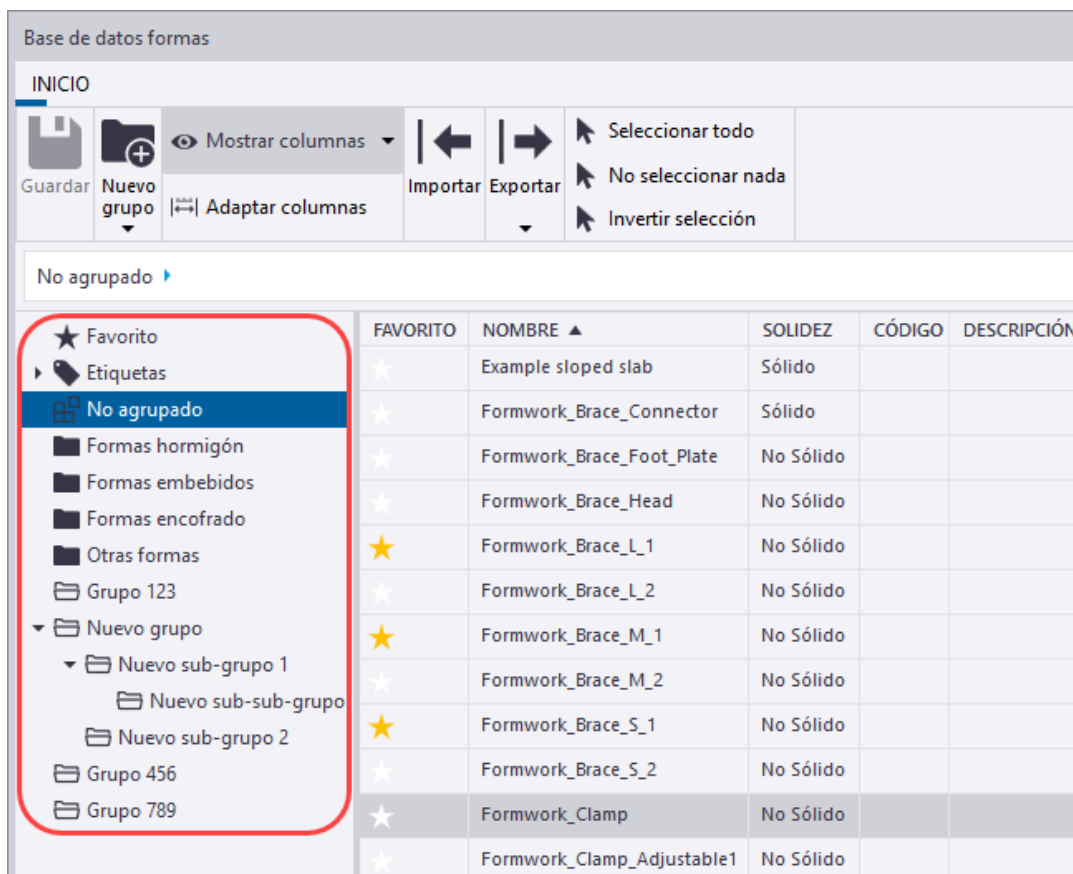 Base de datos formas
INICIO
Guardar
Nuevo
grupo
Mostrar columnas
Adaptar columnas
Importar
Exportar
Seleccionar todo
No seleccionar nada
Invertir selección
No agrupado
Favorito
Etiquetas
No agrupado
Formas hormigón
Formas embebidos
Formas encofrado
Otras formas
Grupo 123
Nuevo grupo
Nuevo sub-grupo 1
Nuevo sub-sub-grupo
Nuevo sub-grupo 2
Grupo 456
Grupo 789
FAVORITO NOMBRE SOLIDEZ CÓDIGO DESCRIPCIÓN
Example sloped slab Sólido
Formwork_Brace_Connector Sólido
Formwork_Brace_Foot_Plate No Sólido
Formwork_Brace_Head No Sólido
Formwork_Brace_L_1 No Sólido
Formwork_Brace_L_2 No Sólido
Formwork_Brace_M_1 No Sólido
Formwork_Brace_M_2 No Sólido
Formwork_Brace_S_1 No Sólido
Formwork_Brace_S_2 No Sólido
Formwork_Clamp No Sólido
Formwork_Clamp_Adjustable1 No Sólido